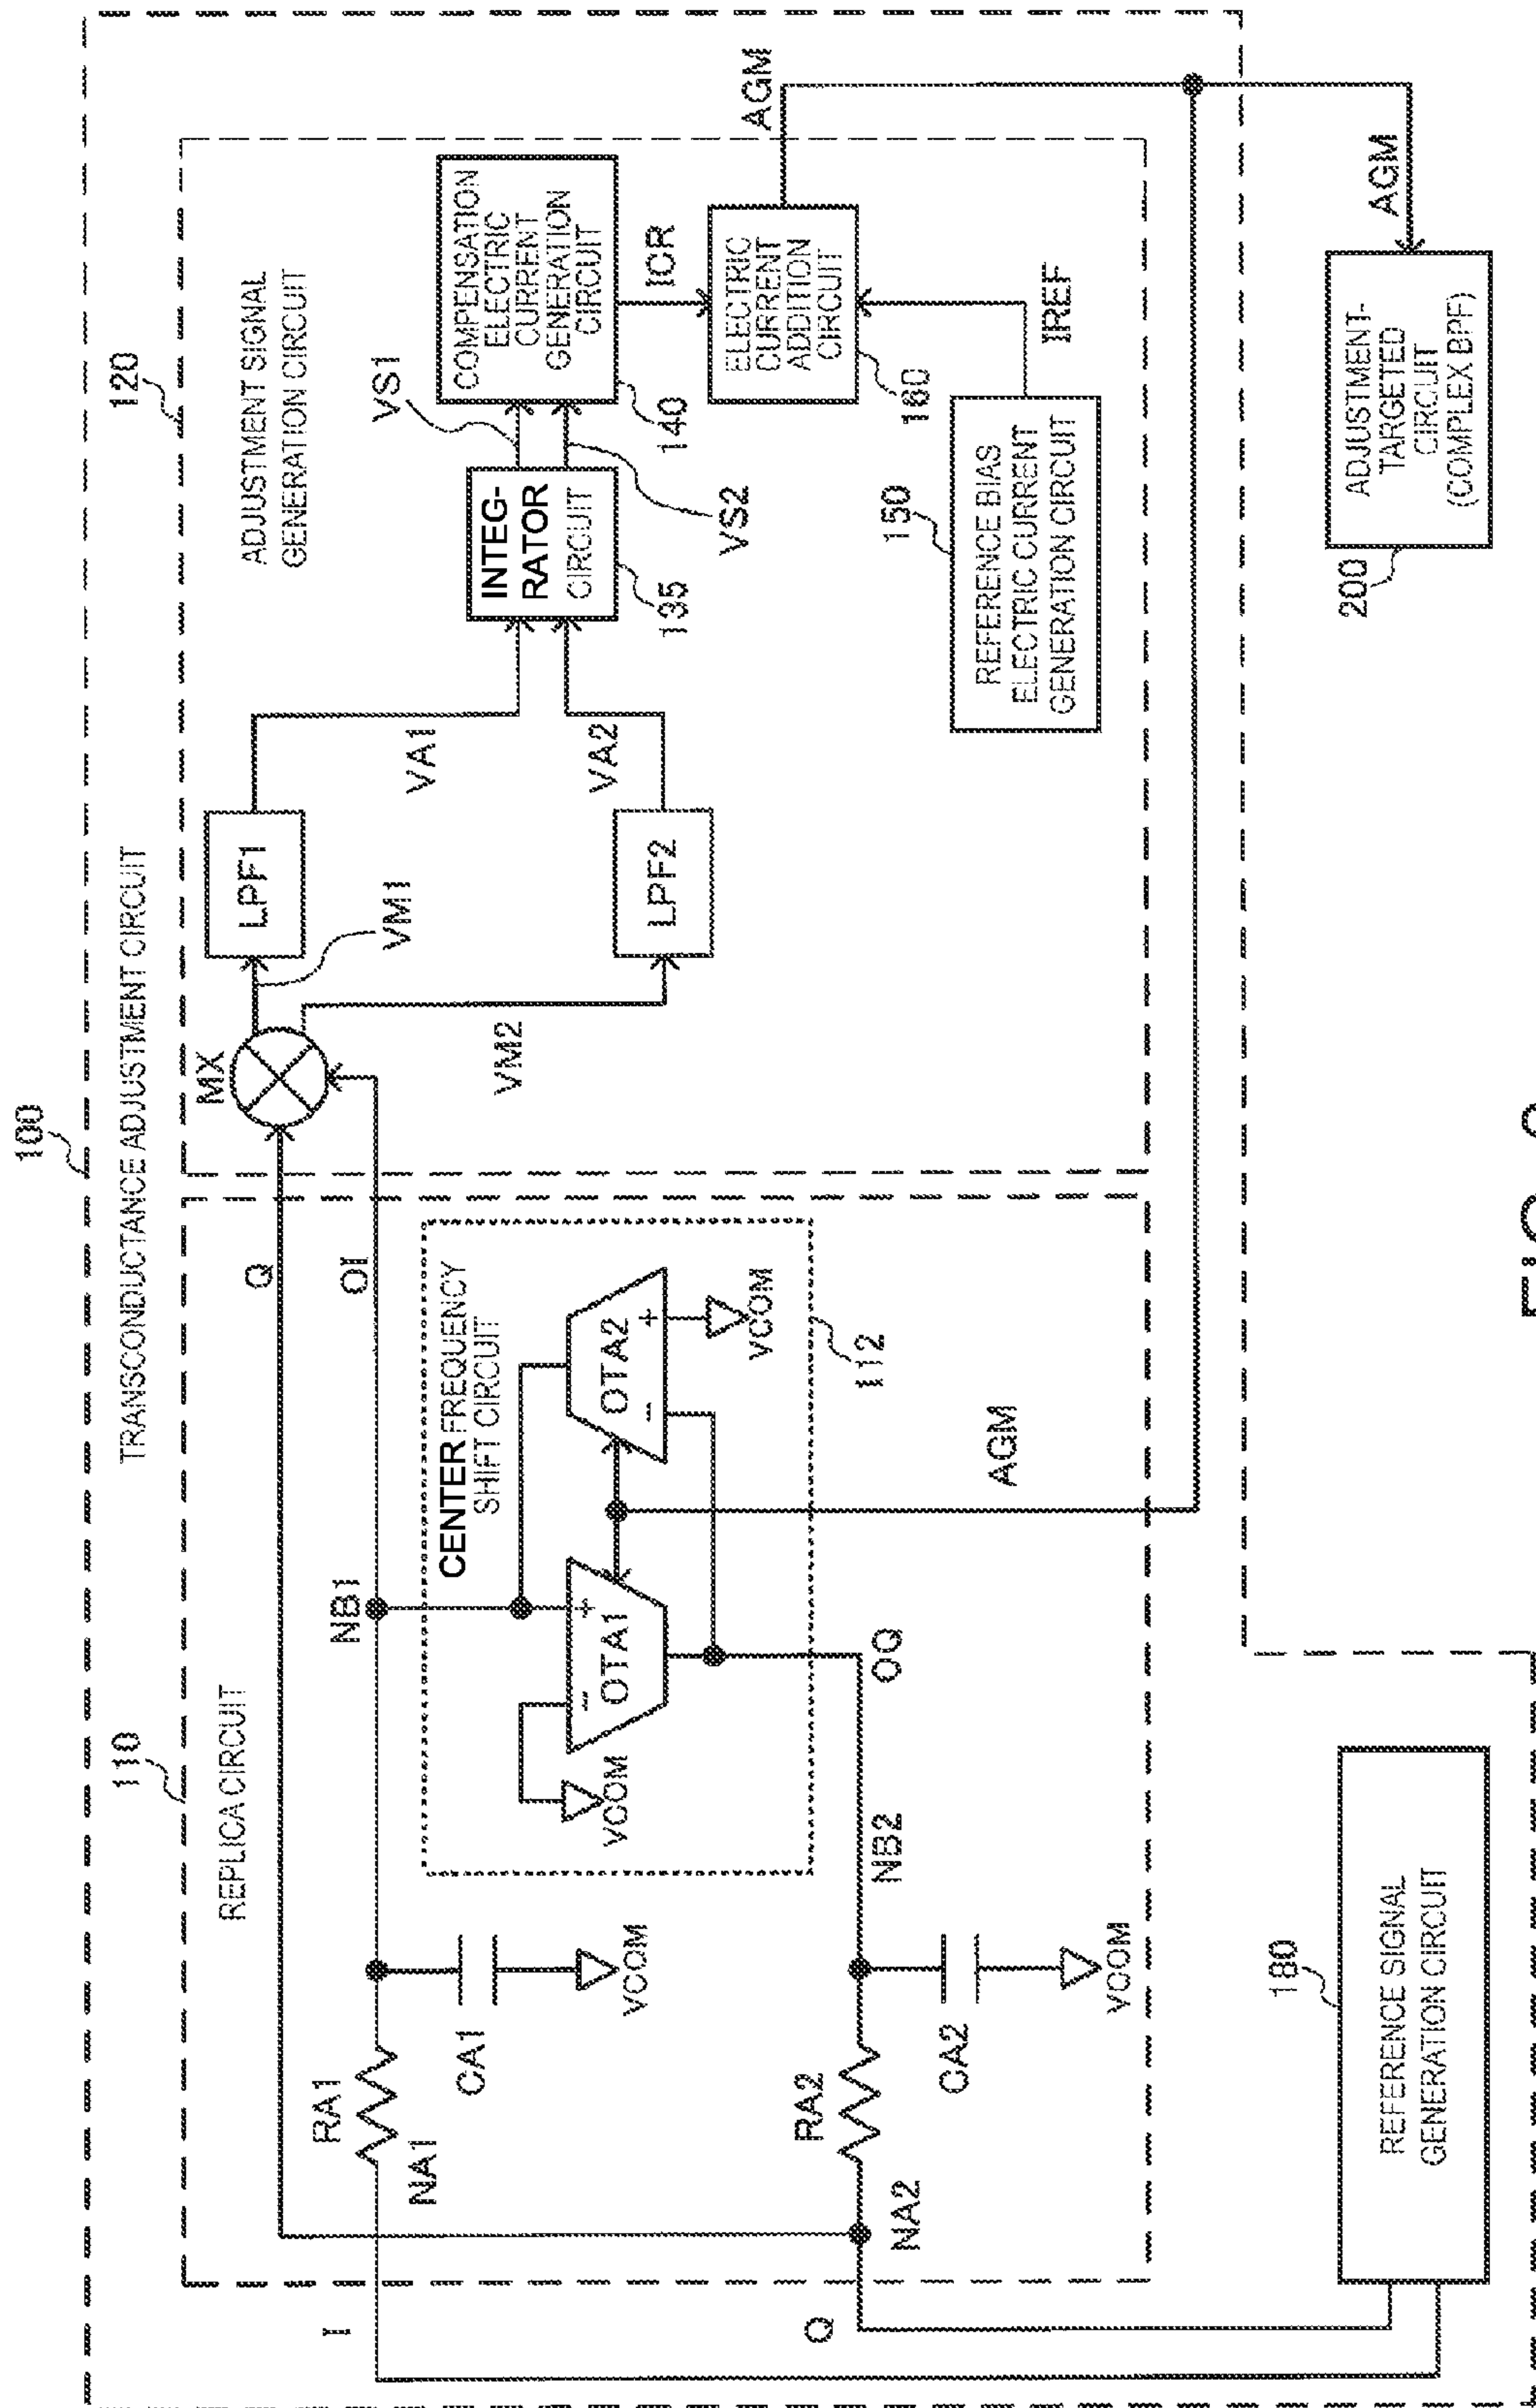 100
TRANSCONDUCTANCE ADJUSTMENT CIRCUIT
110
REPLICA CIRCUIT
120
ADJUSTMENT SIGNAL
GENERATION CIRCUIT
I
Q
Q
OI
RA1
NA1
CA1
VCOM
NB1
CENTER FREQUENCY
SHIFT CIRCUIT
VCOM
−
+
OTA1
OTA2
−
+
VCOM
112
RA2
NA2
CA2
VCOM
NB2
OQ
AGM
MX
VM1
VM2
LPF1
LPF2
VA1
VA2
INTEG-
RATOR
CIRCUIT
135
VS1
VS2
COMPENSATION
ELECTRIC
CURRENT
GENERATION
CIRCUIT
140
ICR
ELECTRIC
CURRENT
ADDITION
CIRCUIT
160
IREF
150
REFERENCE BIAS
ELECTRIC CURRENT
GENERATION CIRCUIT
AGM
AGM
ADJUSTMENT-
TARGETED
CIRCUIT
(COMPLEX BPF)
200
180
REFERENCE SIGNAL
GENERATION CIRCUIT